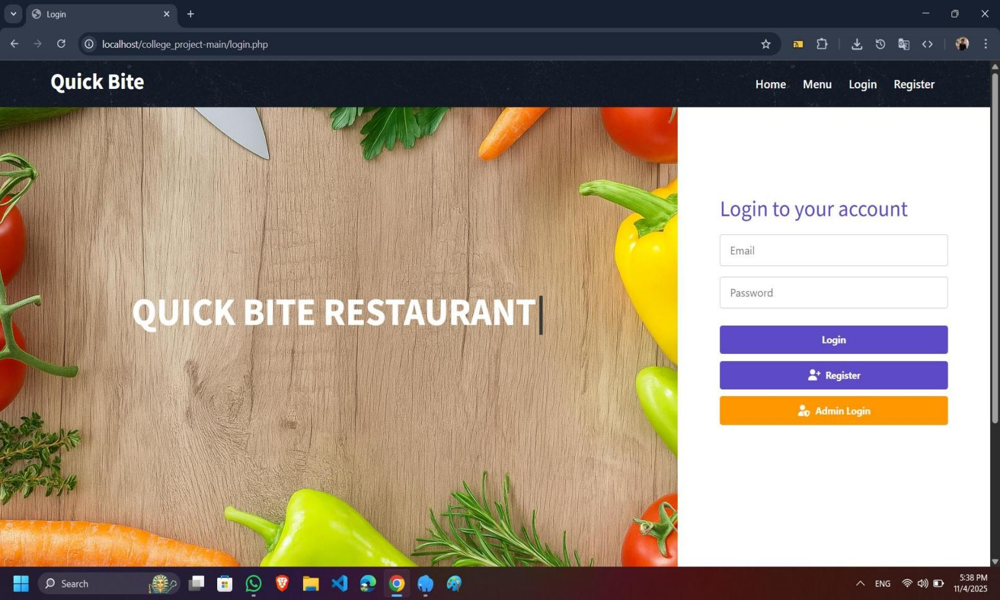 Login
localhost/college_project-main/login.php
Quick Bite
Home Menu Login Register
QUICK BITE RESTAURANT
Login to your account
Email
Password
Login
Register
Admin Login
Search
ENG
5:38 PM
11/4/2025